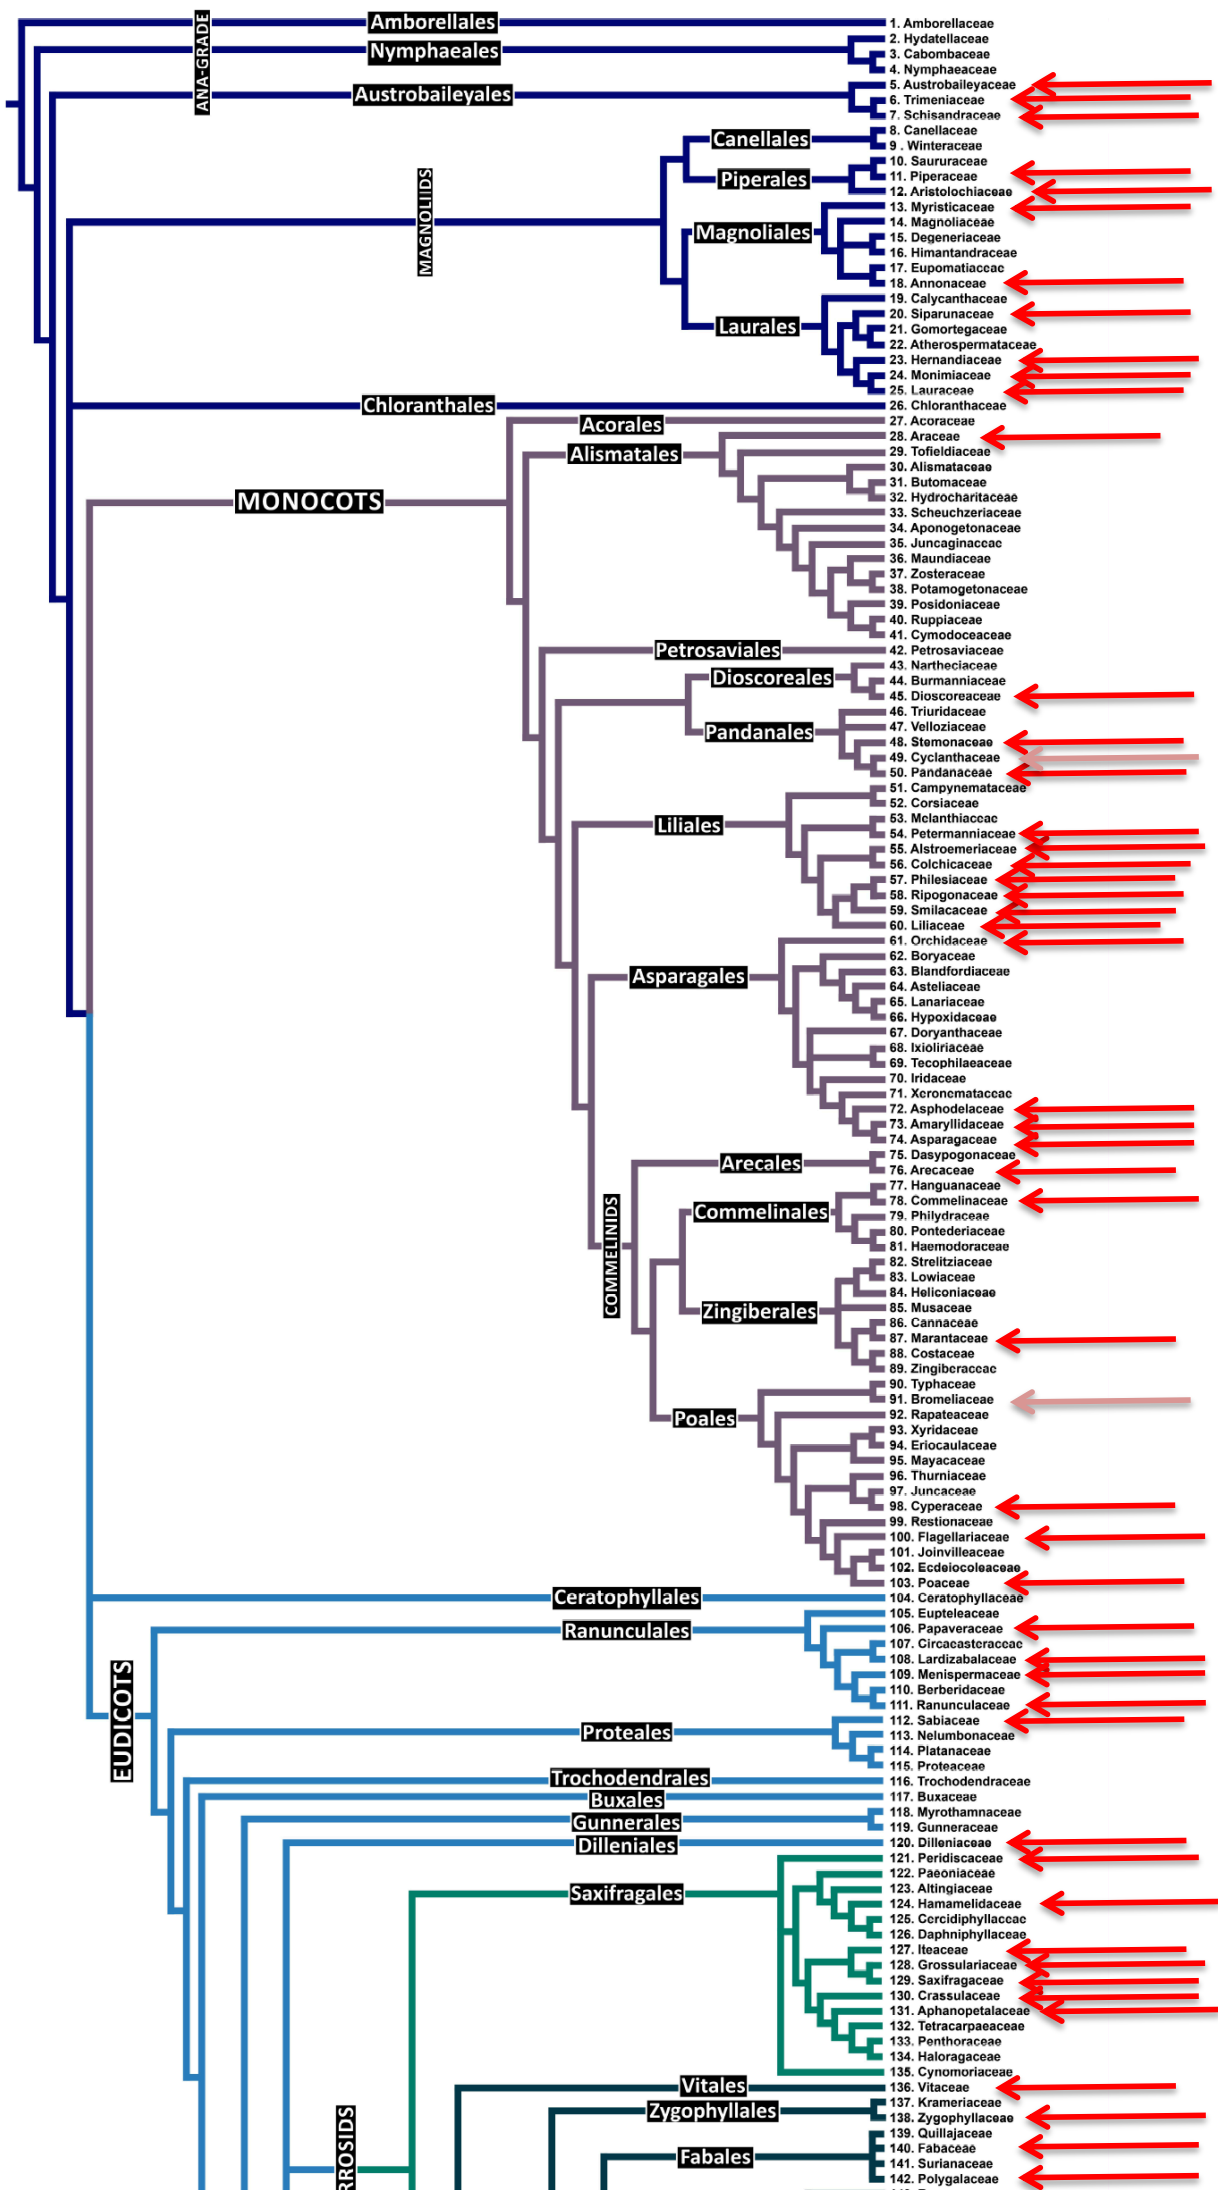 ANA-GRADE
Amborellales
Nymphaeales
Austrobaileyales
MAGNOLIIDS
Canellales
Piperales
Magnoliales
Laurales
Chloranthales
MONOCOTS
Acorales
Alismatales
Petrosaviales
Dioscoreales
Pandanales
Liliales
Asparagales
COMMELINIDS
Arecales
Commelinales
Zingiberales
Poales
Ceratophyllales
EUDICOTS
Ranunculales
Proteales
Trochodendrales
Buxales
Gunnerales
Dilleniales
Saxifragales
RROSIDS
Vitales
Zygophyllales
Fabales
1. Amborellaceae
2. Hydatellaceae
3. Cabombaceae
4. Nymphaeaceae
5. Austrobaileyaceae
6. Trimeniaceae
7. Schisandraceae
8. Canellaceae
9 . Winteraceae
10. Saururaceae
11. Piperaceae
12. Aristolochiaceae
13. Myristicaceae
14. Magnoliaceae
15. Degeneriaceae
16. Himantandraceae
17. Eupomatiaceae
18. Annonaceae
19. Calycanthaceae
20. Siparunaceae
21. Gomortegaceae
22. Atherospermataceae
23. Hernandiaceae
24. Monimiaceae
25. Lauraceae
26. Chloranthaceae
27. Acoraceae
28. Araceae
29. Tofieldiaceae
30. Alismataceae
31. Butomaceae
32. Hydrocharitaceae
33. Scheuchzeriaceae
34. Aponogetonaceae
35. Juncaginaceae
36. Maundiaceae
37. Zosteraceae
38. Potamogetonaceae
39. Posidoniaceae
40. Ruppiaceae
41. Cymodoceaceae
42. Petrosaviaceae
43. Nartheciaceae
44. Burmanniaceae
45. Dioscoreaceae
46. Triuridaceae
47. Velloziaceae
48. Stemonaceae
49. Cyclanthaceae
50. Pandanaceae
51. Campynemataceae
52. Corsiaceae
53. Melanthiaceae
54. Petermanniaceae
55. Alstroemeriaceae
56. Colchicaceae
57. Philesiaceae
58. Ripogonaceae
59. Smilacaceae
60. Liliaceae
61. Orchidaceae
62. Boryaceae
63. Blandfordiaceae
64. Asteliaceae
65. Lanariaceae
66. Hypoxidaceae
67. Doryanthaceae
68. Ixioliriaceae
69. Tecophilaeaceae
70. Iridaceae
71. Xeronemataceae
72. Asphodelaceae
73. Amaryllidaceae
74. Asparagaceae
75. Dasypogonaceae
76. Arecaceae
77. Hanguanaceae
78. Commelinaceae
79. Philydraceae
80. Pontederiaceae
81. Haemodoraceae
82. Strelitziaceae
83. Lowiaceae
84. Heliconiaceae
85. Musaceae
86. Cannaceae
87. Marantaceae
88. Costaceae
89. Zingiberaceae
90. Typhaceae
91. Bromeliaceae
92. Rapateaceae
93. Xyridaceae
94. Eriocaulaceae
95. Mayacaceae
96. Thurniaceae
97. Juncaceae
98. Cyperaceae
99. Restionaceae
100. Flagellariaceae
101. Joinvilleaceae
102. Ecdeiocoleaceae
103. Poaceae
104. Ceratophyllaceae
105. Eupteleaceae
106. Papaveraceae
107. Circaeasteraceae
108. Lardizabalaceae
109. Menispermaceae
110. Berberidaceae
111. Ranunculaceae
112. Sabiaceae
113. Nelumbonaceae
114. Platanaceae
115. Proteaceae
116. Trochodendraceae
117. Buxaceae
118. Myrothamnaceae
119. Gunneraceae
120. Dilleniaceae
121. Peridiscaceae
122. Paeoniaceae
123. Altingiaceae
124. Hamamelidaceae
125. Cercidiphyllaceae
126. Daphniphyllaceae
127. Iteaceae
128. Grossulariaceae
129. Saxifragaceae
130. Crassulaceae
131. Aphanopetalaceae
132. Tetracarpaeaceae
133. Penthoraceae
134. Haloragaceae
135. Cynomoriaceae
136. Vitaceae
137. Krameriaceae
138. Zygophyllaceae
139. Quillajaceae
140. Fabaceae
141. Surianaceae
142. Polygalaceae